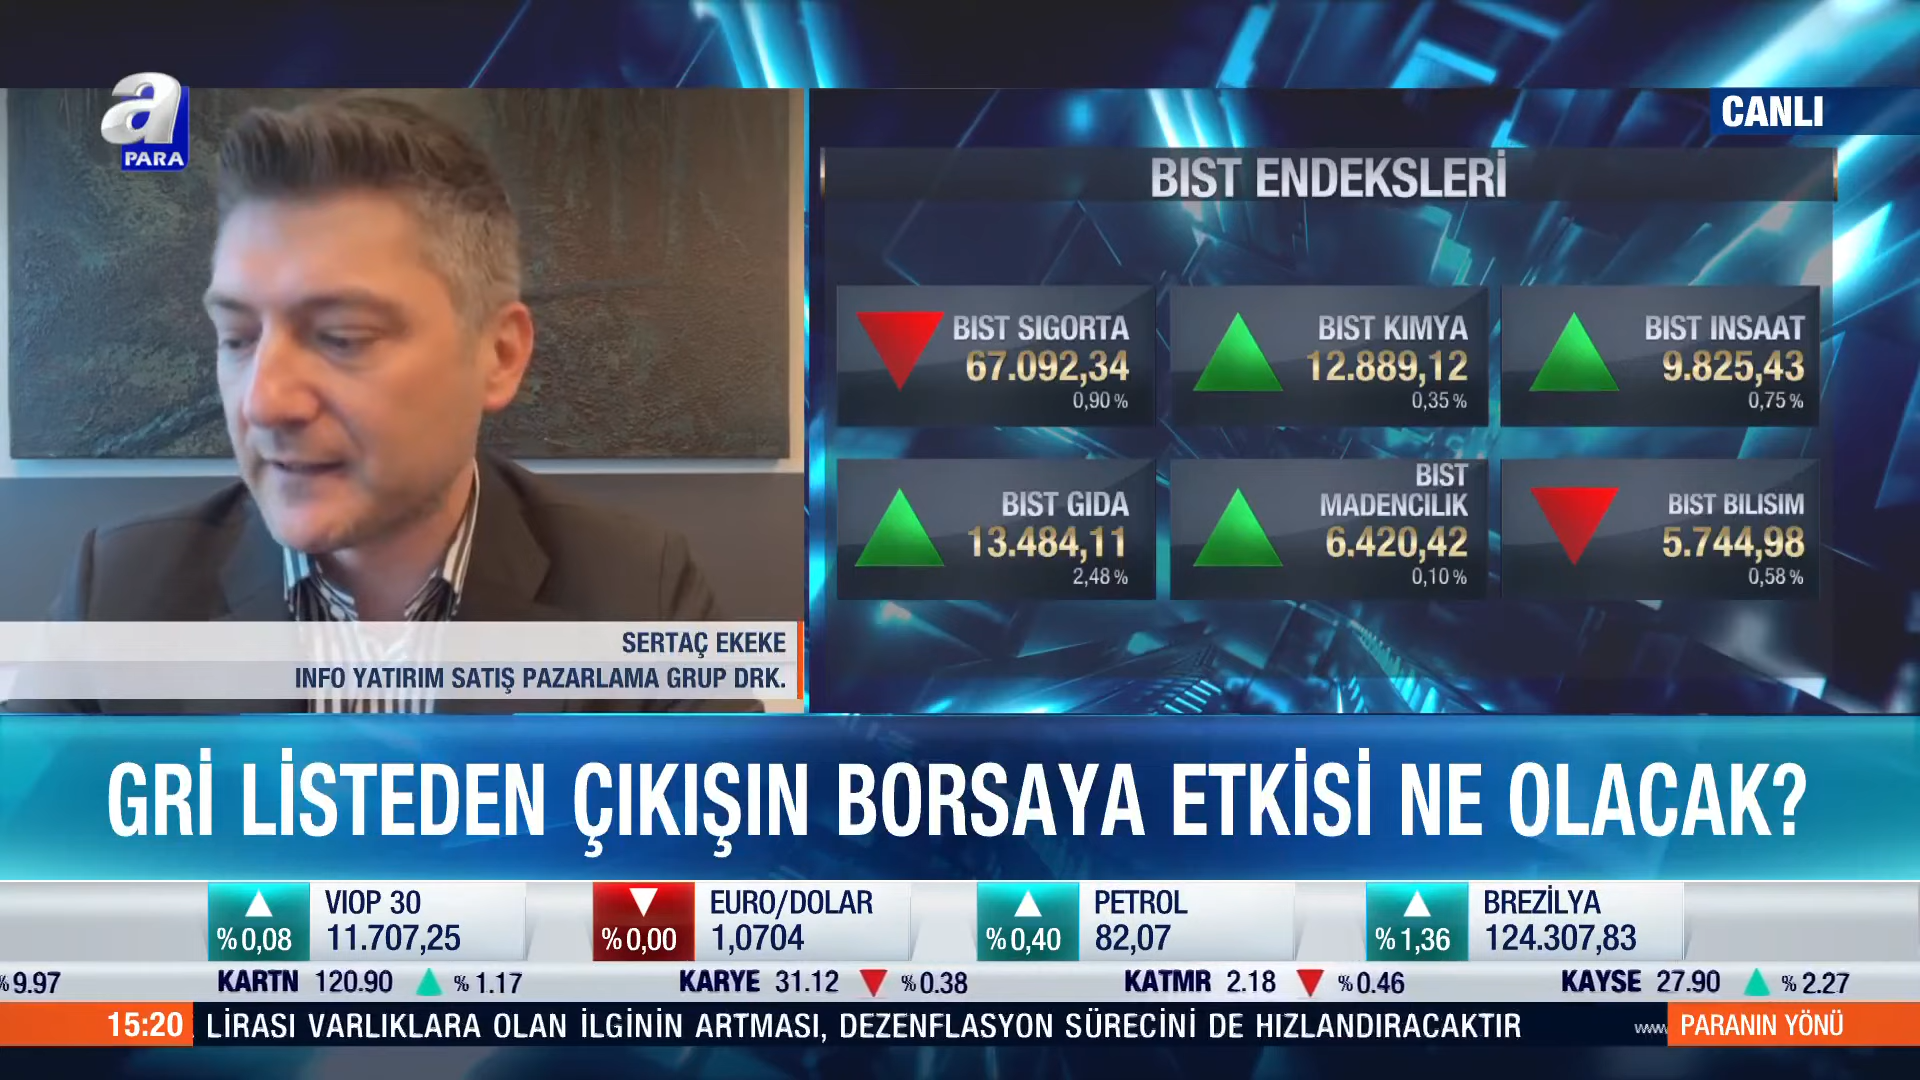 a
PARA
CANLI
BIST ENDEKSLERİ
BIST SIGORTA
67.092,34
0,90 %
BIST KIMYA
12.889,12
0,35 %
BIST INSAAT
9.825,43
0,75 %
BIST GIDA
13.484,11
2,48 %
BIST
MADENCILIK
6.420,42
0,10 %
BIST BILISIM
5.744,98
0,58 %
SERTAÇ EKEKE
INFO YATIRIM SATIŞ PAZARLAMA GRUP DRK.
GRİ LİSTEDEN ÇIKIŞIN BORSAYA ETKİSİ NE OLACAK?
%0,08 VIOP 30 11.707,25
%0,00 EURO/DOLAR 1,0704
%0,40 PETROL 82,07
%1,36 BREZİLYA 124.307,83
%9.97 KARTN 120.90 %1.17 KARYE 31.12 %0.38 KATMR 2.18 %0.46 KAYSE 27.90 %2.27
15:20 LİRASI VARLIKLARA OLAN İLGİNİN ARTMASI, DEZENFLASYON SÜRECİNİ DE HIZLANDIRACAKTIR www. PARANIN YÖNÜ